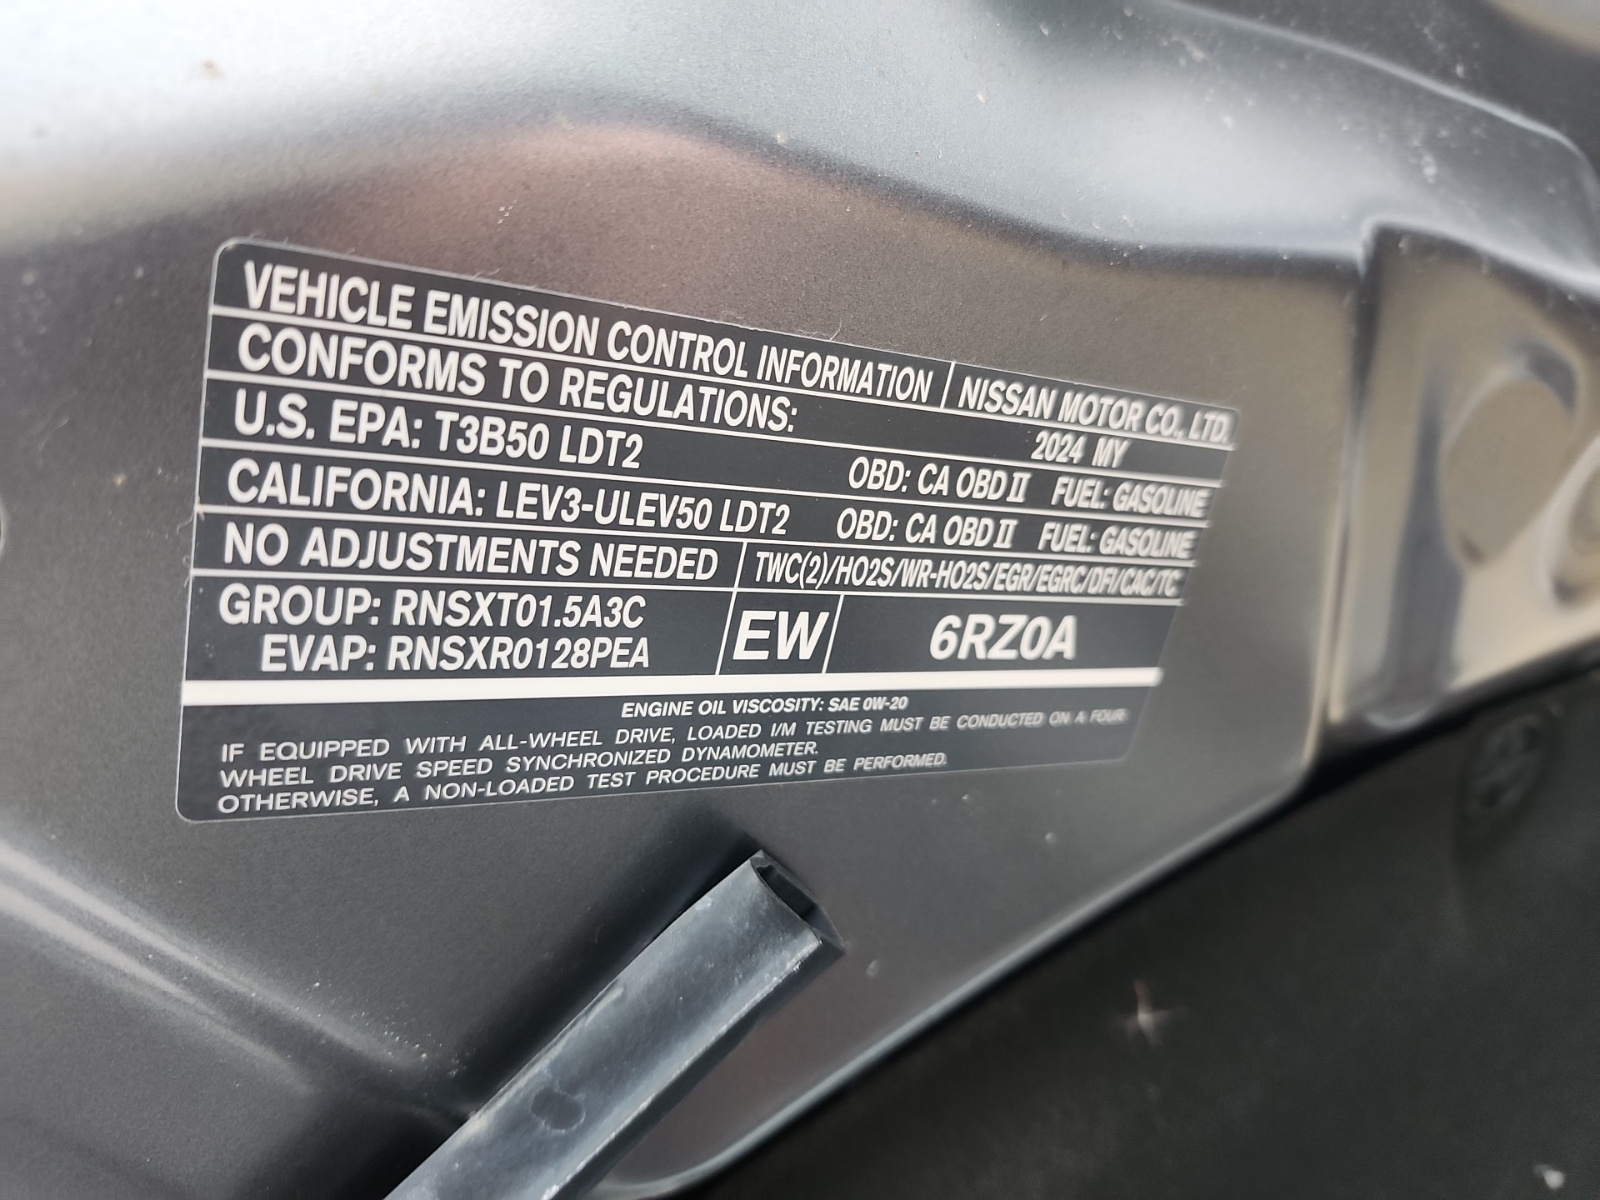 VEHICLE EMISSION CONTROL INFORMATION NISSAN MOTOR CO., LTD.
CONFORMS TO REGULATIONS: 2024 MY
U.S. EPA: T3B50 LDT2 OBD: CA OBD II FUEL: GASOLINE
CALIFORNIA: LEV3-ULEV50 LDT2 OBD: CA OBD II FUEL: GASOLINE
NO ADJUSTMENTS NEEDED TWC(2)/HO2S/WR-HO2S/EGR/EGRC/DFI/CAC/TC
GROUP: RNSXT01.5A3C
EVAP: RNSXR0128PEA
EW 6RZ0A
ENGINE OIL VISCOSITY: SAE 0W-20
IF EQUIPPED WITH ALL-WHEEL DRIVE, LOADED I/M TESTING MUST BE CONDUCTED ON A FOUR
WHEEL DRIVE SPEED SYNCHRONIZED DYNAMOMETER.
OTHERWISE, A NON-LOADED TEST PROCEDURE MUST BE PERFORMED.